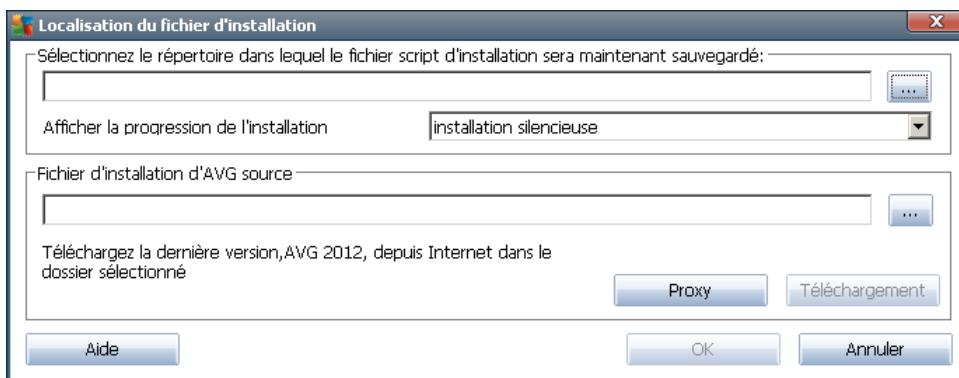 Localisation du fichier d'installation
X
Sélectionnez le répertoire dans lequel le fichier script d'installation sera maintenant sauvegardé:
...
Afficher la progression de l'installation
installation silencieuse
Fichier d'installation d'AVG source
...
Téléchargez la dernière version,AVG 2012, depuis Internet dans le
dossier sélectionné
Proxy
Téléchargement
Aide
OK
Annuler